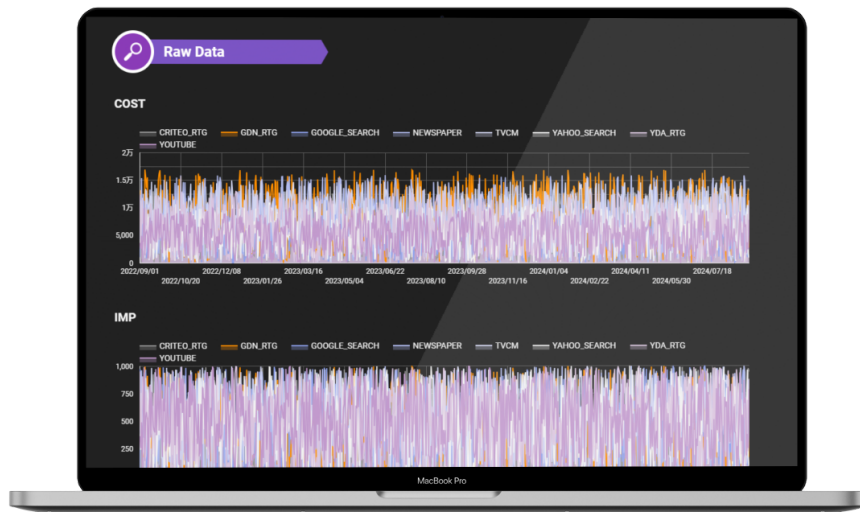 Raw Data
COST
CRITEO_RTG GDN_RTG GOOGLE_SEARCH NEWSPAPER TVCM YAHOO_SEARCH YDA_RTG
YOUTUBE
2万
1.5万
1万
5,000
0
2022/09/01 2022/12/08 2023/03/16 2023/06/22 2023/09/28 2024/01/04 2024/04/11 2024/07/18
2022/10/20 2023/01/26 2023/05/04 2023/08/10 2023/11/16 2024/02/22 2024/05/30
IMP
CRITEO_RTG GDN_RTG GOOGLE_SEARCH NEWSPAPER TVCM YAHOO_SEARCH YDA_RTG
YOUTUBE
1,000
750
500
250
MacBook Pro